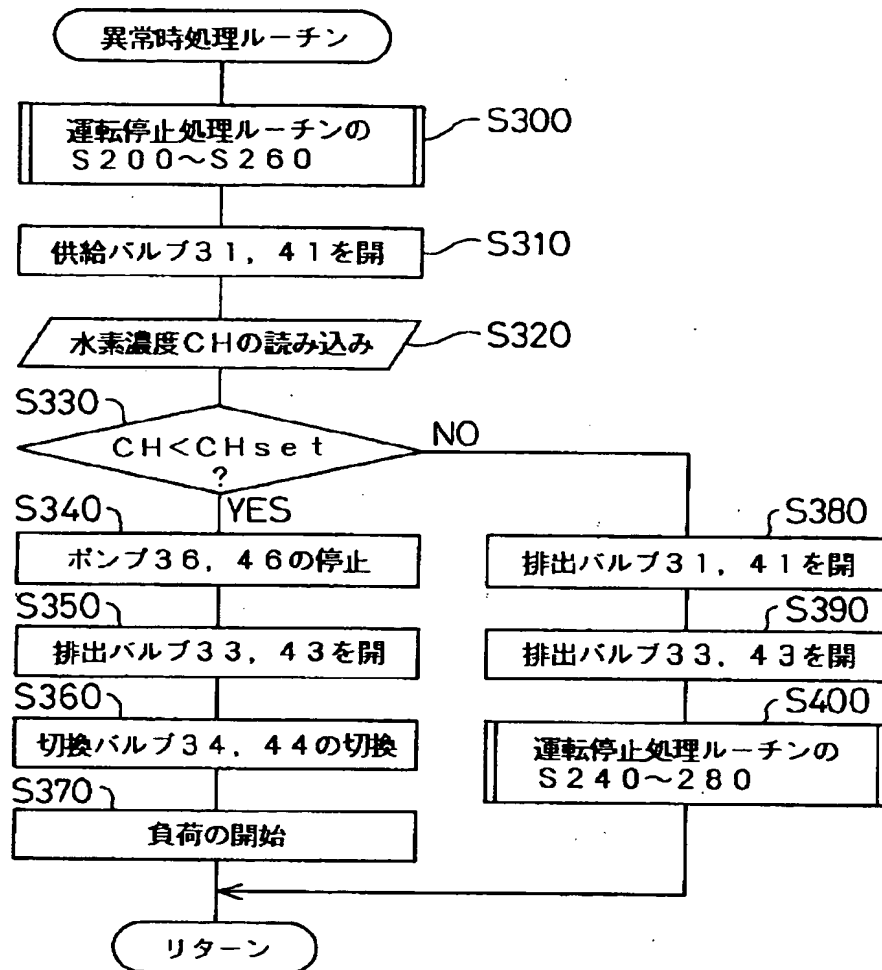 異常時処理ルーチン
運転停止処理ルーチンの
S200～S260
S300
供給バルブ31，41を開
S310
水素濃度CHの読み込み
S320
S330
CH<CHset
?
NO
YES
S340
ポンプ36，46の停止
S350
排出バルブ33，43を開
S360
切換バルブ34，44の切換
S370
負荷の開始
S380
排出バルブ31，41を開
S390
排出バルブ33，43を開
S400
運転停止処理ルーチンの
S240～280
リターン